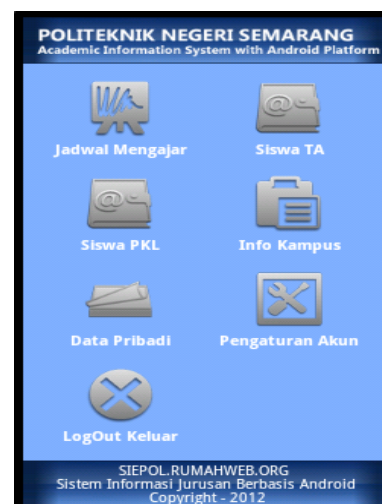 POLITEKNIK NEGERI SEMARANG
Academic Information System with Android Platform
Jadwal Mengajar
Siswa TA
Siswa PKL
Info Kampus
Data Pribadi
Pengaturan Akun
LogOut Keluar
SIEPOL.RUMAHWEB.ORG
Sistem Informasi Jurusan Berbasis Android
Copyright - 2012